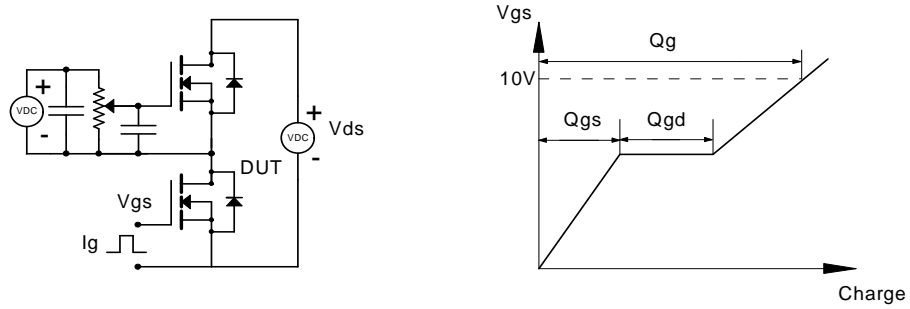 +
VDC
-
DUT
Vgs
Ig
+
VDC
Vds
-
Vgs
10V
Qg
Qgs
Qgd
Charge